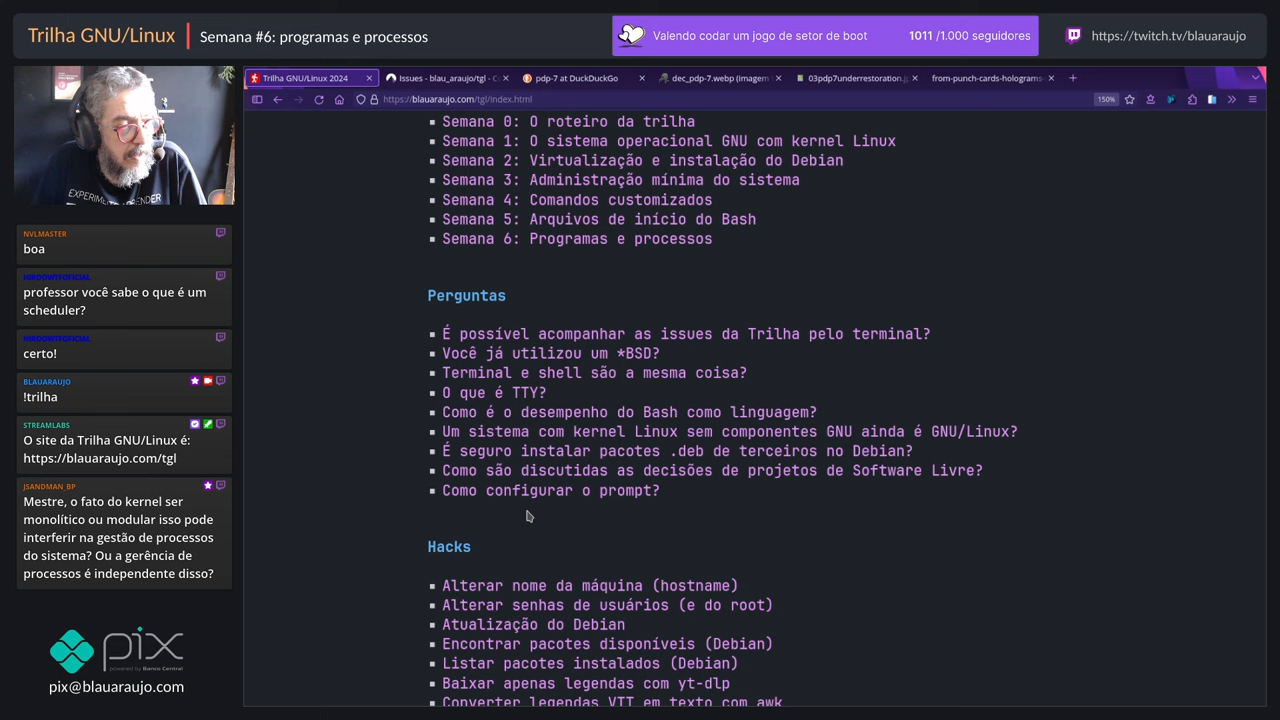 Trilha GNU/Linux
Semana #6: programas e processos
Valendo codar um jogo de setor de boot
1011 /1.000 seguidores
https://twitch.tv/blauaraujo
Trilha GNU/Linux 2024
Issues - blau_araujo/tgl - C
pdp-7 at DuckDuckGo
dec_pdp-7.webp (imagem
03pdp7underrestoration.j
from-punch-cards-holograms-
https://blauaraujo.com/tgl/index.html
150%
Semana 0: O roteiro da trilha
Semana 1: O sistema operacional GNU com kernel Linux
Semana 2: Virtualização e instalação do Debian
Semana 3: Administração mínima do sistema
Semana 4: Comandos customizados
Semana 5: Arquivos de início do Bash
Semana 6: Programas e processos
Perguntas
É possível acompanhar as issues da Trilha pelo terminal?
Você já utilizou um *BSD?
Terminal e shell são a mesma coisa?
O que é TTY?
Como é o desempenho do Bash como linguagem?
Um sistema com kernel Linux sem componentes GNU ainda é GNU/Linux?
É seguro instalar pacotes .deb de terceiros no Debian?
Como são discutidas as decisões de projetos de Software Livre?
Como configurar o prompt?
Hacks
Alterar nome da máquina (hostname)
Alterar senhas de usuários (e do root)
Atualização do Debian
Encontrar pacotes disponíveis (Debian)
Listar pacotes instalados (Debian)
Baixar apenas legendas com yt-dlp
Converter legendas VTT em texto com awk
NVLMASTER
boa
professor você sabe o que é um
scheduler?
certo!
BLAUARAUJO
!trilha
STREAMLABS
O site da Trilha GNU/Linux é:
https://blauaraujo.com/tgl
JSANDMAN_BP
Mestre, o fato do kernel ser
monolítico ou modular isso pode
interferir na gestão de processos
do sistema? Ou a gerência de
processos é independente disso?
pix
powered by Banco Central
pix@blauaraujo.com